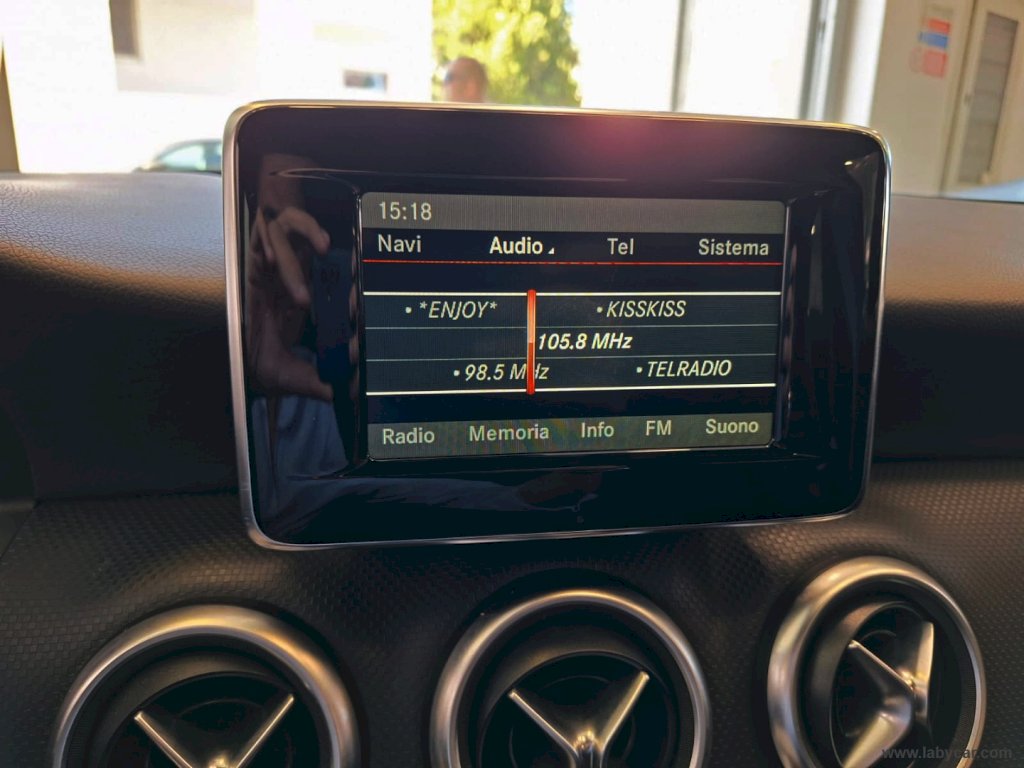 15:18
Navi Audio Tel Sistema
• *ENJOY* • KISSKISS
105.8 MHz
• 98.5 MHz • TELRADIO
Radio Memoria Info FM Suono
www.labycar.com